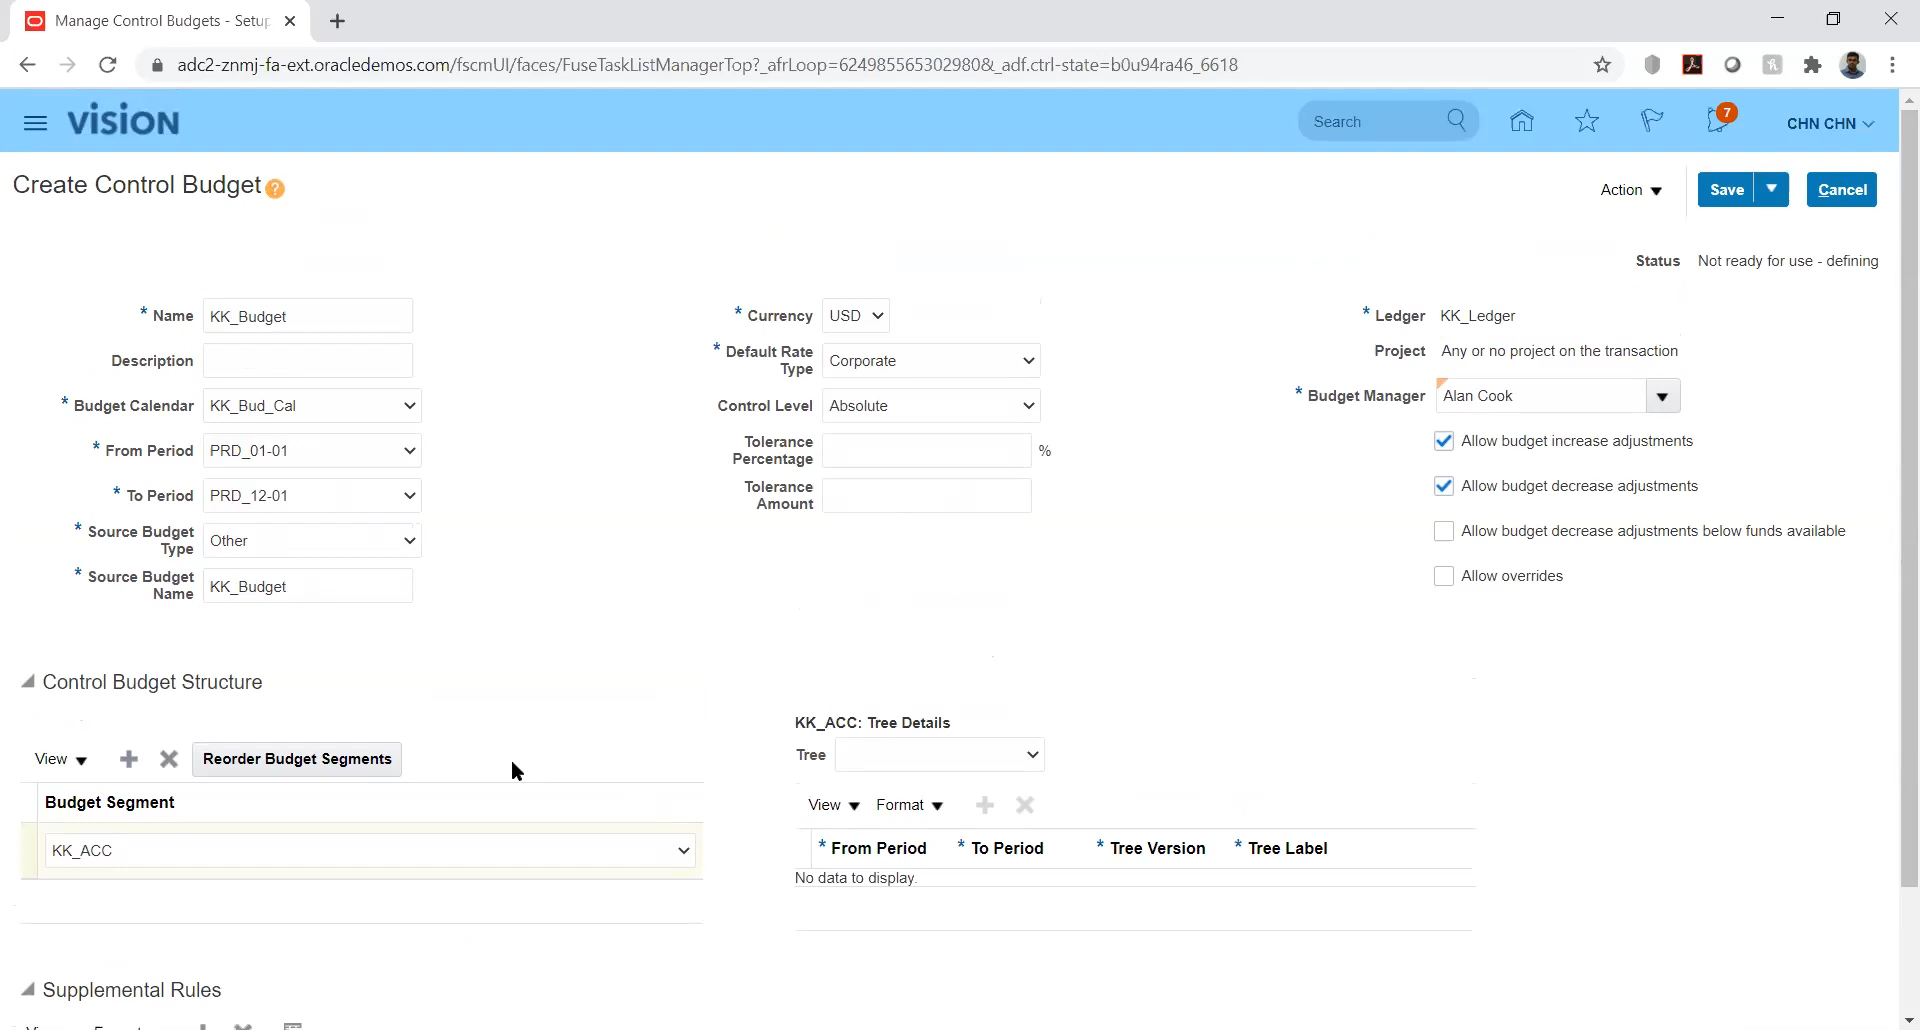 Manage Control Budgets - Setup
adc2-znmj-fa-ext.oracledemos.com/fscmUI/faces/FuseTaskListManagerTop?_afrLoop=624985565302980&_adf.ctrl-state=b0u94ra46_6618
VISION
Search
7
CHN CHN
Create Control Budget ?
Action
Save
Cancel
Status Not ready for use - defining
* Name KK_Budget
Description
* Budget Calendar KK_Bud_Cal
* From Period PRD_01-01
* To Period PRD_12-01
* Source Budget Type Other
* Source Budget Name KK_Budget
* Currency USD
* Default Rate Type Corporate
Control Level Absolute
Tolerance Percentage %
Tolerance Amount
* Ledger KK_Ledger
Project Any or no project on the transaction
* Budget Manager Alan Cook
Allow budget increase adjustments
Allow budget decrease adjustments
Allow budget decrease adjustments below funds available
Allow overrides
Control Budget Structure
View Reorder Budget Segments
Budget Segment
KK_ACC
KK_ACC: Tree Details
Tree
View Format
* From Period * To Period * Tree Version * Tree Label
No data to display.
Supplemental Rules